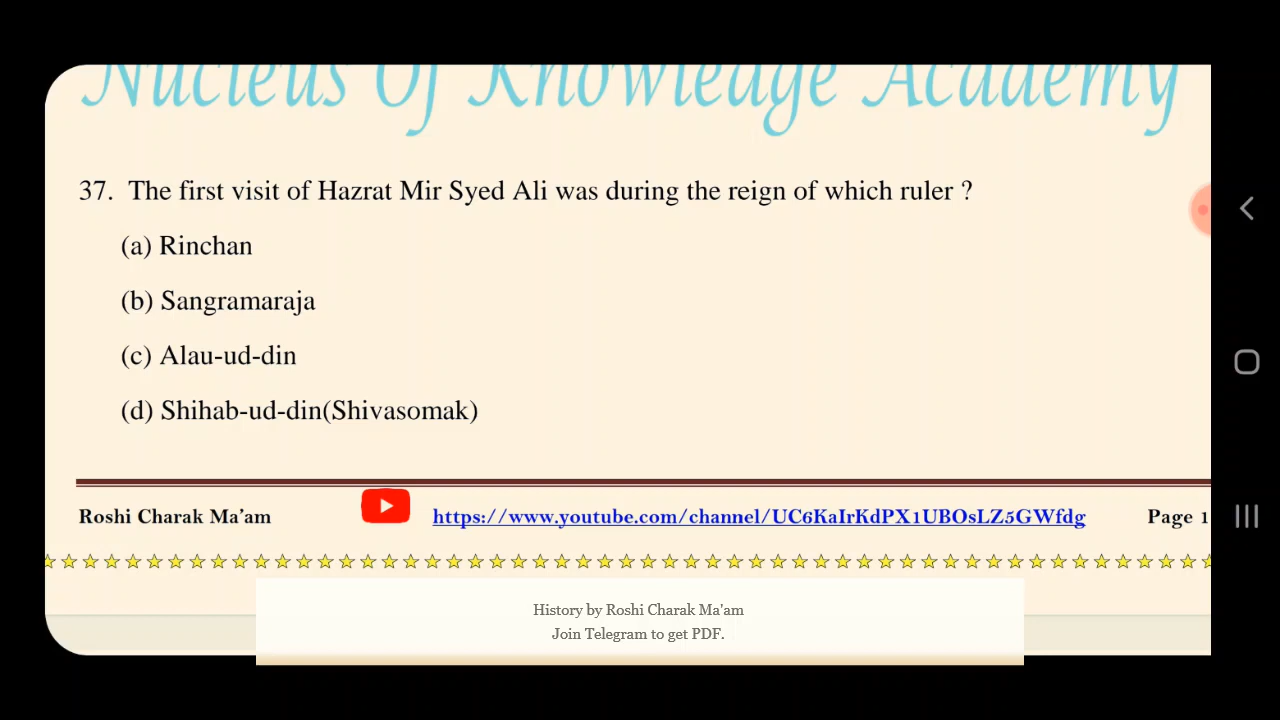 Nucleus Of Knowledge Academy
37. The first visit of Hazrat Mir Syed Ali was during the reign of which ruler ?
(a) Rinchan
(b) Sangramaraja
(c) Alau-ud-din
(d) Shihab-ud-din(Shivasomak)
Roshi Charak Ma'am https://www.youtube.com/channel/UC6KaIrKdPX1UBOsLZ5GWfdg Page 1
History by Roshi Charak Ma'am
Join Telegram to get PDF.